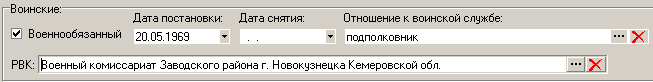 Воинские:
Дата постановки: Дата снятия: Отношение к воинской службе:
Военнообязанный 20.05.1969 . . подполковник ...
РВК: Военный комиссариат Заводского района г. Новокузнецка Кемеровской обл. ...